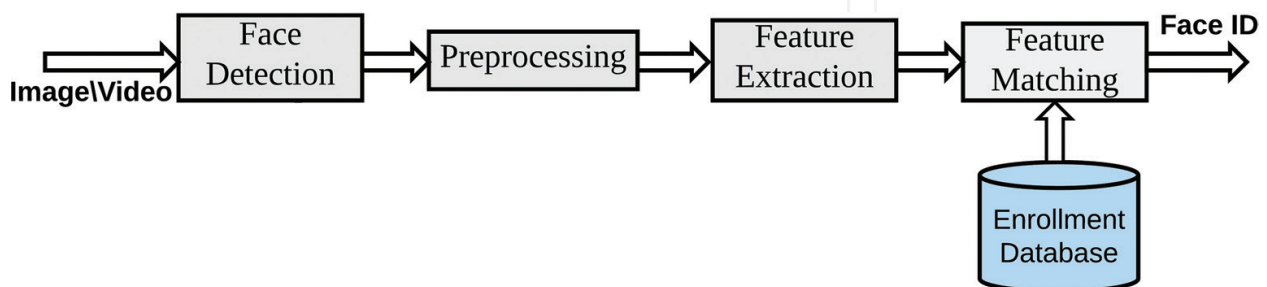 Image\Video
Face
Detection
Preprocessing
Feature
Extraction
Feature
Matching
Face ID
Enrollment
Database